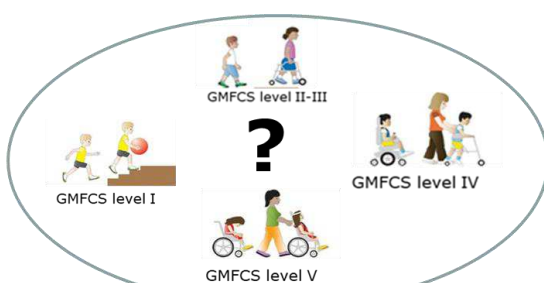 GMFCS level II-III
?
GMFCS level IV
GMFCS level I
GMFCS level V